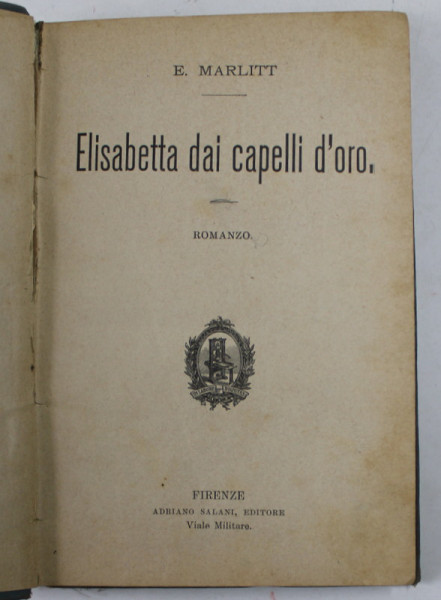 E. MARLITT
Elisabetta dai capelli d'oro.
ROMANZO.
FIRENZE
ADRIANO SALANI, EDITORE
Viale Militare.